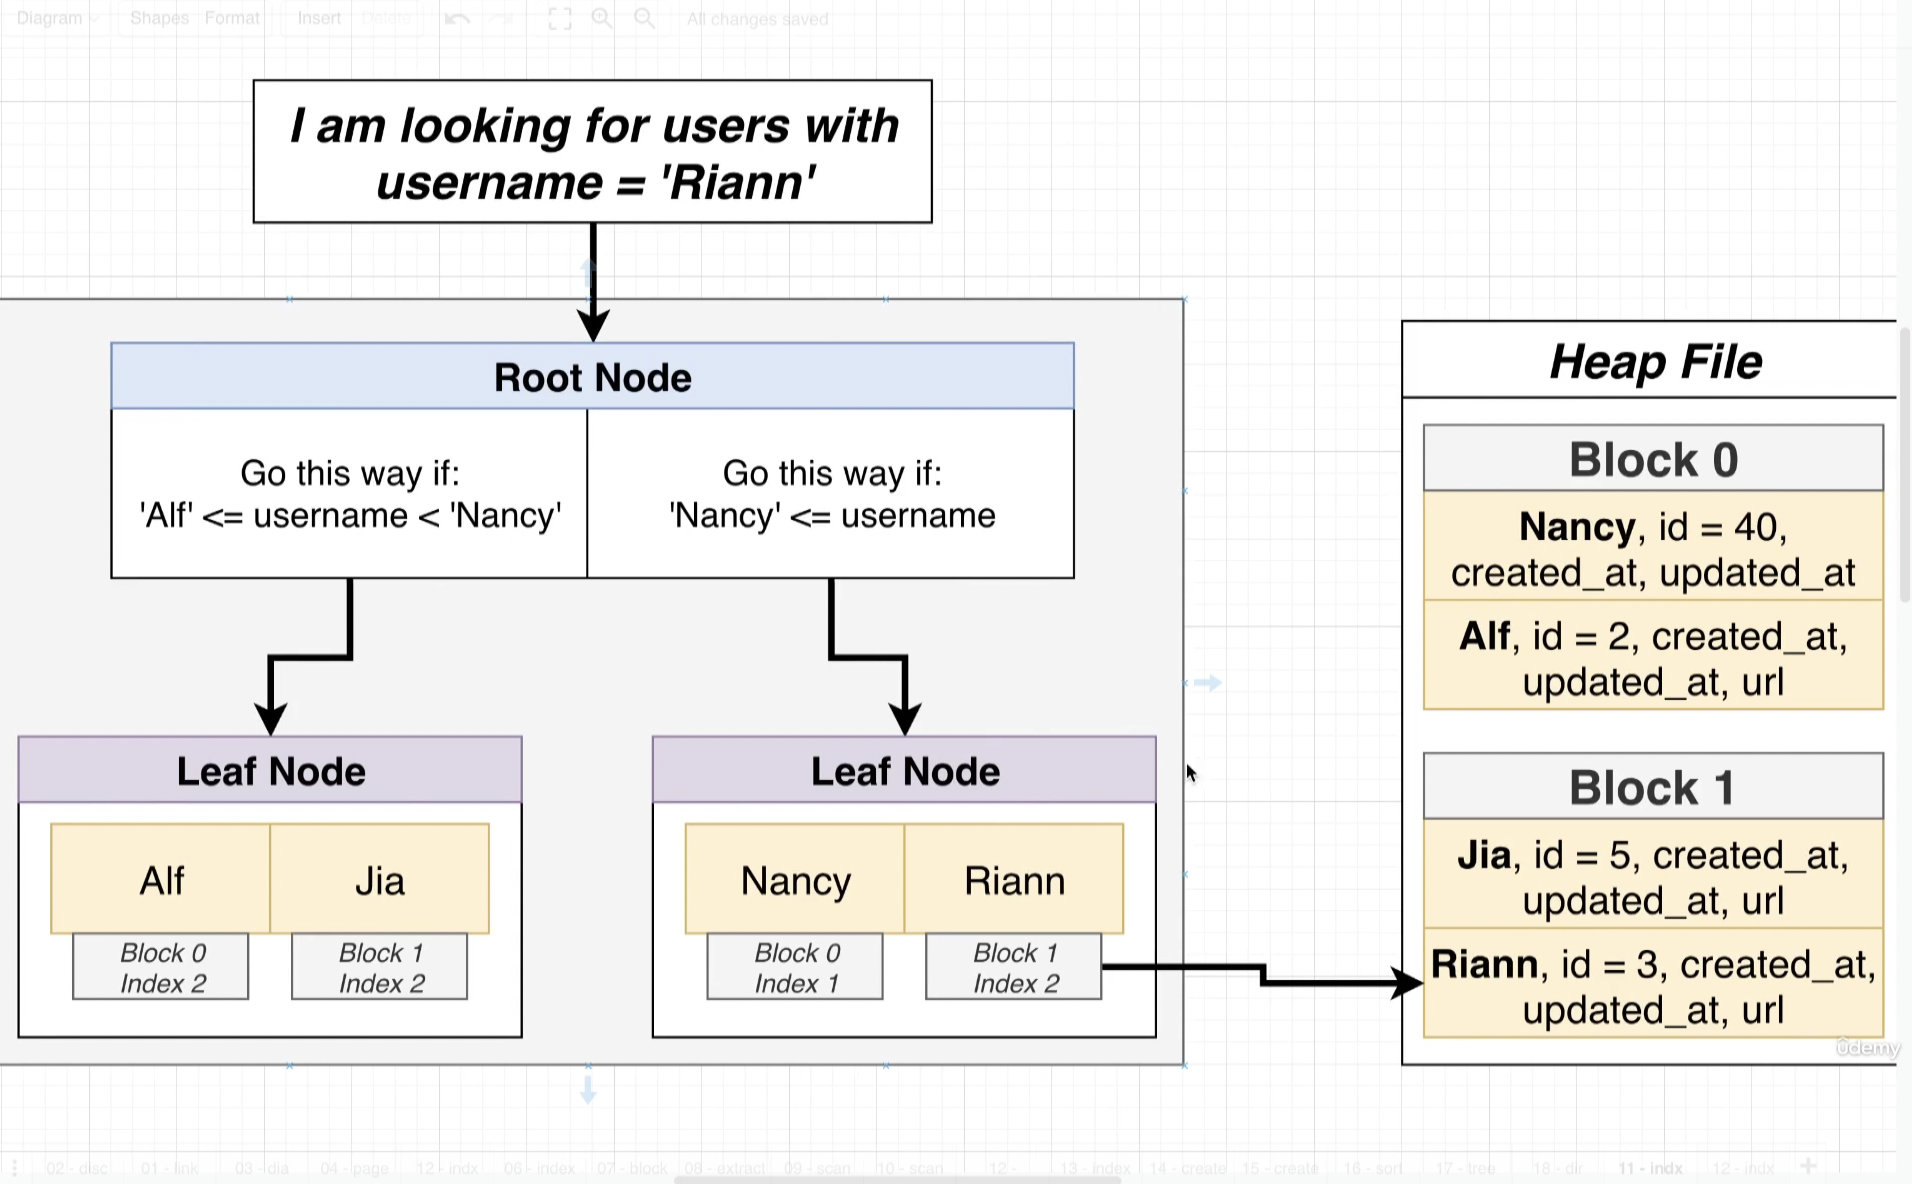 Diagram
Shapes
Format
Insert
Delete
All changes saved
I am looking for users with
username = 'Riann'
Root Node
Go this way if:
'Alf' <= username < 'Nancy'
Go this way if:
'Nancy' <= username
Leaf Node
Alf
Jia
Block 0
Index 2
Block 1
Index 2
Leaf Node
Nancy
Riann
Block 0
Index 1
Block 1
Index 2
Heap File
Block 0
Nancy, id = 40,
created_at, updated_at
Alf, id = 2, created_at,
updated_at, url
Block 1
Jia, id = 5, created_at,
updated_at, url
Riann, id = 3, created_at,
updated_at, url
ûdemy
02 - disc
01 - link
03 - dia
04 - page
12 - indx
06 - index
07 - block
08 - extract
09 - scan
10 - scan
12 -
13 - index
14 - create
15 - create
16 - sort
17 - tree
18 - dir
11 - indx
12 - indx